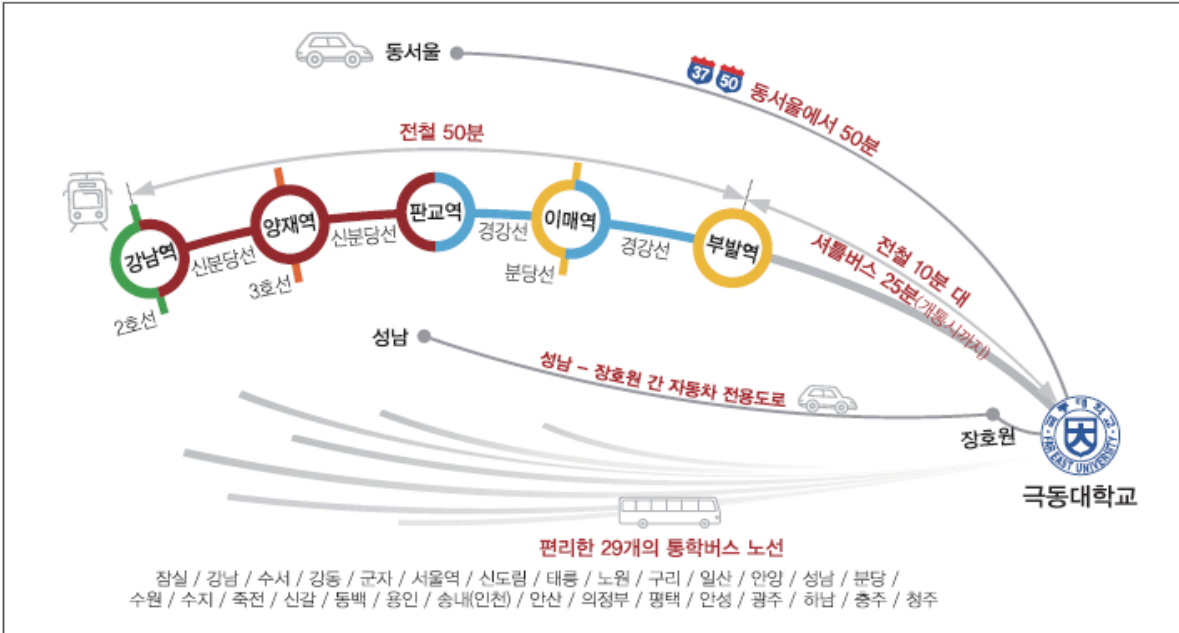 동서울
37 50 동서울에서 50분
전철 50분
강남역
신분당선
2호선
양재역
신분당선
3호선
판교역
경강선
이매역
분당선
경강선
부발역
전철 10분 대
셔틀버스 25분(개통시까지)
성남
성남 – 장호원 간 자동차 전용도로
장호원
극동대학교
FAR EAST UNIVERSITY
극동대학교
편리한 29개의 통학버스 노선
잠실 / 강남 / 수서 / 강동 / 군자 / 서울역 / 신도림 / 태릉 / 노원 / 구리 / 일산 / 안양 / 성남 / 분당 /
수원 / 수지 / 죽전 / 신갈 / 동백 / 용인 / 송내(인천) / 안산 / 의정부 / 평택 / 안성 / 광주 / 하남 / 충주 / 청주